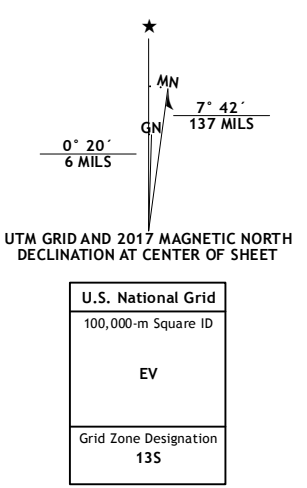 ★
MN
GN
7° 42´
137 MILS
0° 20´
6 MILS
UTM GRID AND 2017 MAGNETIC NORTH
DECLINATION AT CENTER OF SHEET
U.S. National Grid
100,000-m Square ID
EV
Grid Zone Designation
13S